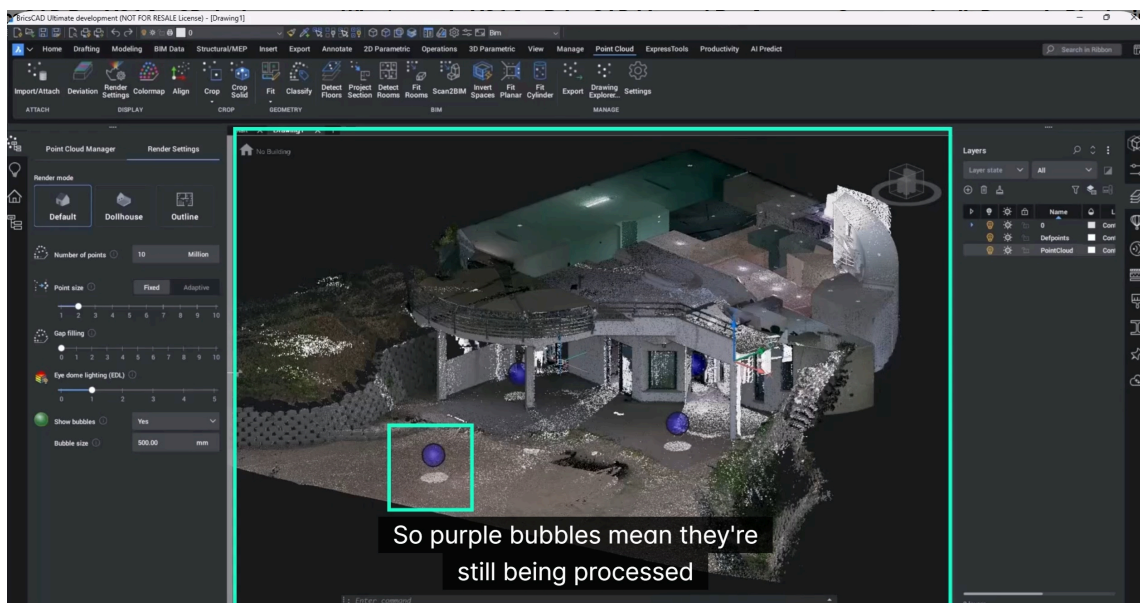 BricsCAD Ultimate development (NOT FOR RESALE License) - [Drawing1]
0
Bim
Home Drafting Modeling BIM Data Structural/MEP Insert Export Annotate 2D Parametric Operations 3D Parametric View Manage Point Cloud ExpressTools Productivity AI Predict
Search in Ribbon
Import/Attach Deviation Render Settings Colormap Align Crop Crop Solid Fit Classify Detect Floors Project Section Detect Rooms Fit Rooms Scan2BIM Invert Spaces Fit Planar Fit Cylinder Export Drawing Explorer... Settings
ATTACH DISPLAY CROP GEOMETRY BIM MANAGE
Drawing1
Point Cloud Manager Render Settings
No Building
Render mode
Default Dollhouse Outline
Number of points 10 Million
Point size Fixed Adaptive
1 2 3 4 5 6 7 8 9 10
Gap filling
0 1 2 3 4 5 6 7 8 9 10
Eye dome lighting (EDL)
0 1 2 3 4 5
Show bubbles Yes
Bubble size 500.00 mm
Layers
Layer state All
Name L
0 Cont
Defpoints Cont
PointCloud Cont
So purple bubbles mean they're
still being processed
: Enter command